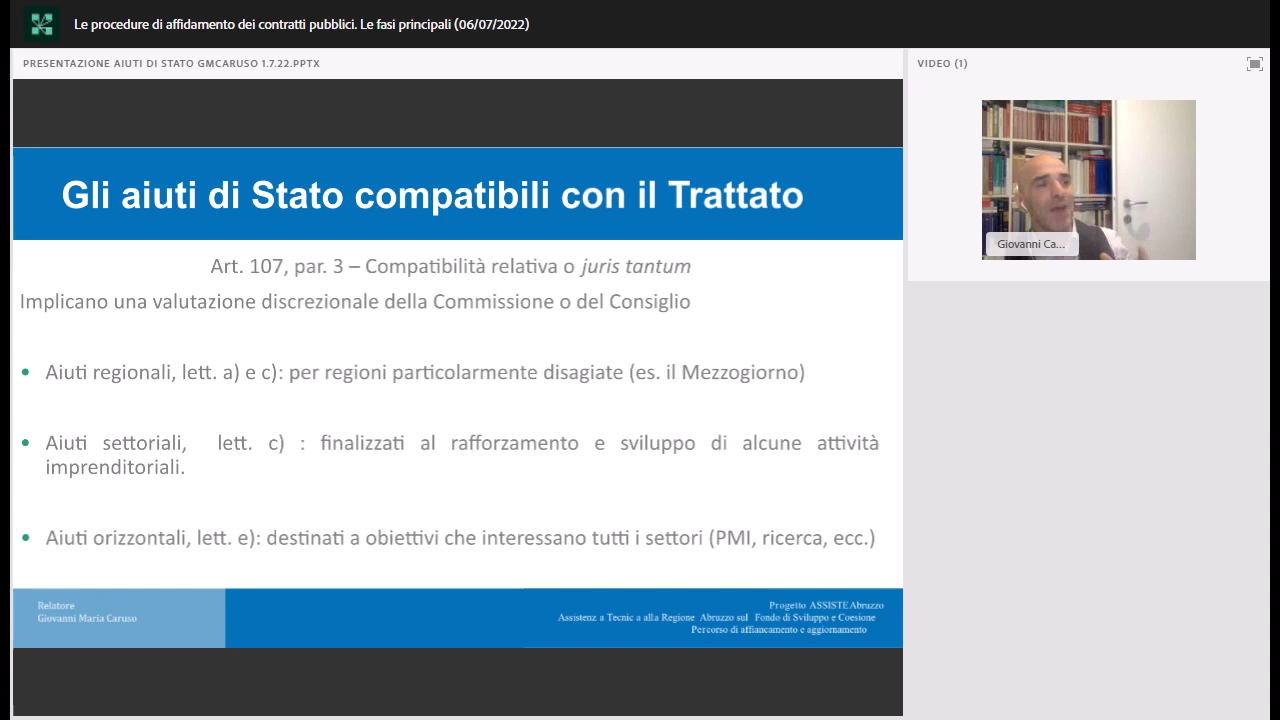 Le procedure di affidamento dei contratti pubblici. Le fasi principali (06/07/2022)
PRESENTAZIONE AIUTI DI STATO GMCARUSO 1.7.22.PPTX
VIDEO (1)
Gli aiuti di Stato compatibili con il Trattato
Art. 107, par. 3 – Compatibilità relativa o juris tantum
Implicano una valutazione discrezionale della Commissione o del Consiglio
• Aiuti regionali, lett. a) e c): per regioni particolarmente disagiate (es. il Mezzogiorno)
• Aiuti settoriali, lett. c) : finalizzati al rafforzamento e sviluppo di alcune attività
imprenditoriali.
• Aiuti orizzontali, lett. e): destinati a obiettivi che interessano tutti i settori (PMI, ricerca, ecc.)
Relatore
Giovanni Maria Caruso
Progetto ASSISTE Abruzzo
Assistenz a Tecnic a alla Regione Abruzzo sul Fondo di Sviluppo e Coesione
Percorso di affiancamento e aggiornamento
Giovanni Ca...